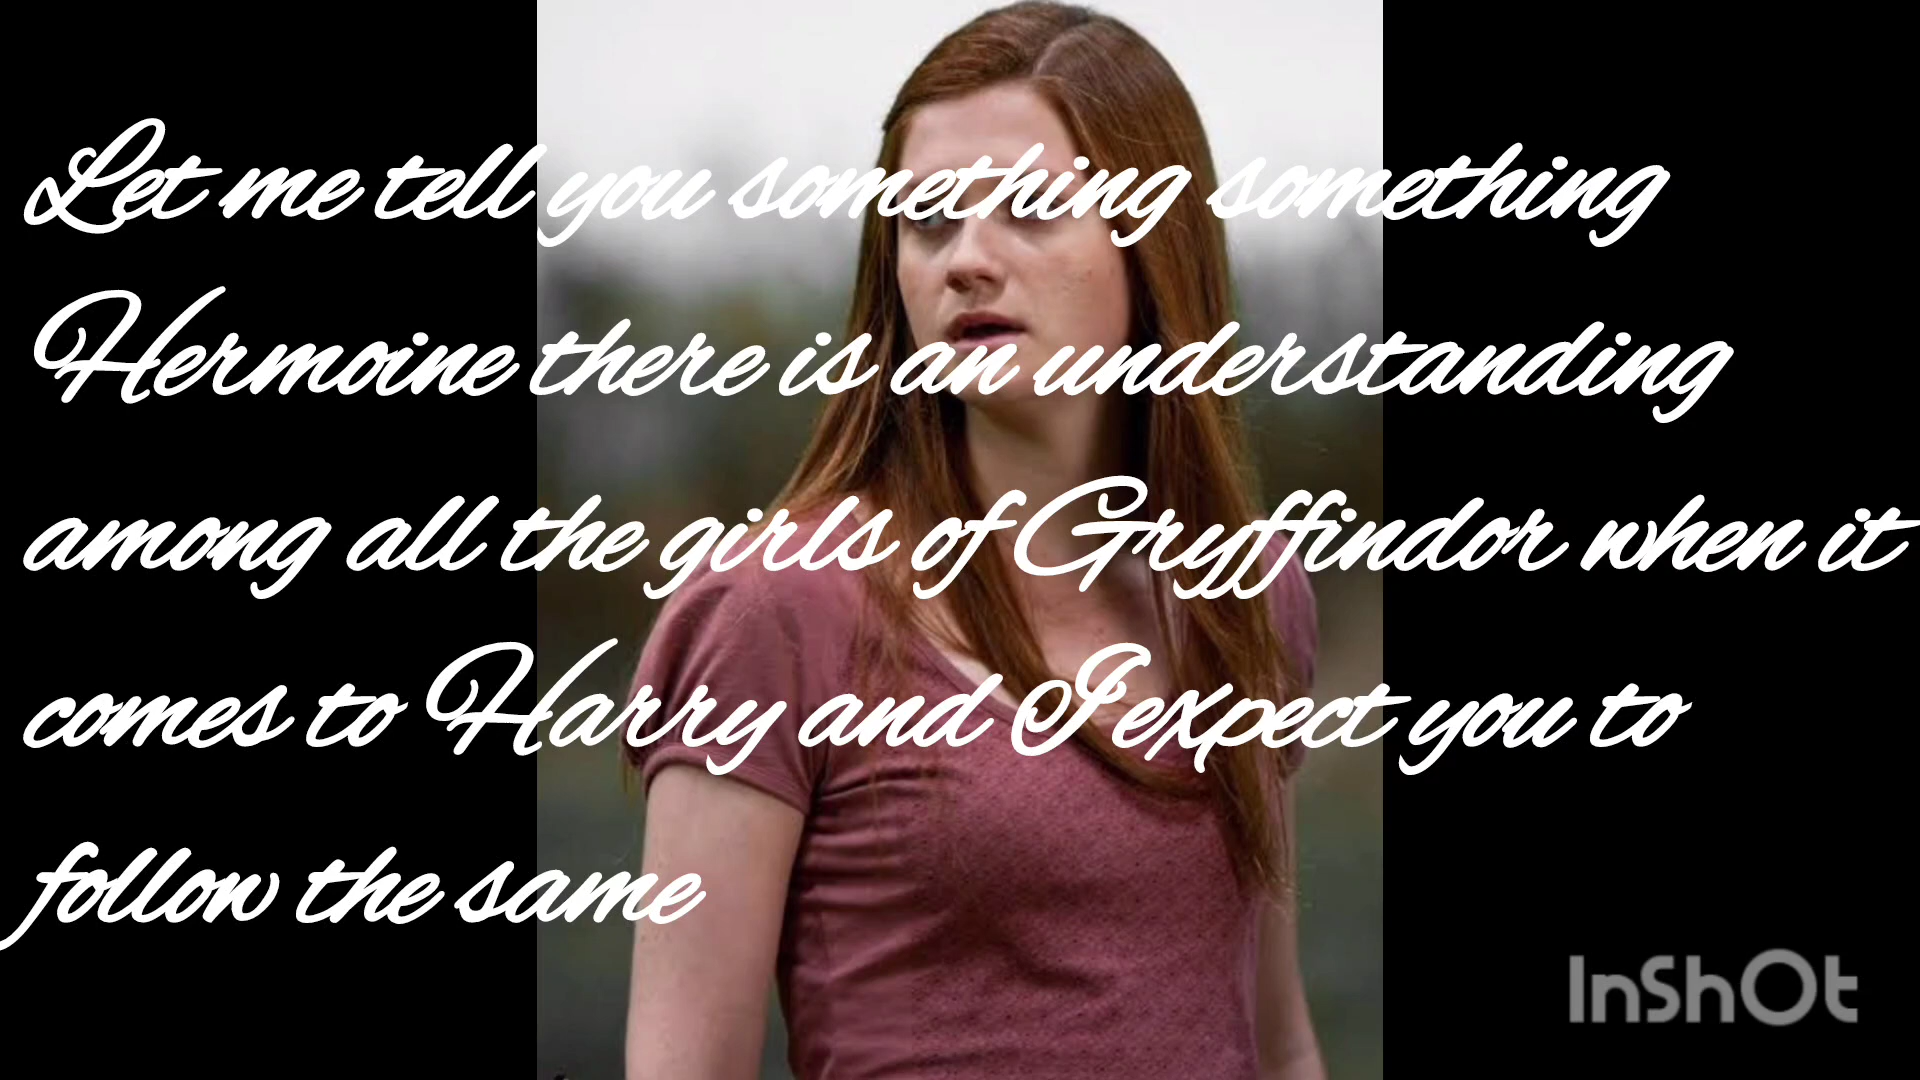 Let me tell you something something
Hermoine there is an understanding
among all the girls of Gryffindor when it
comes to Harry and I expect you to
follow the same
InShOt